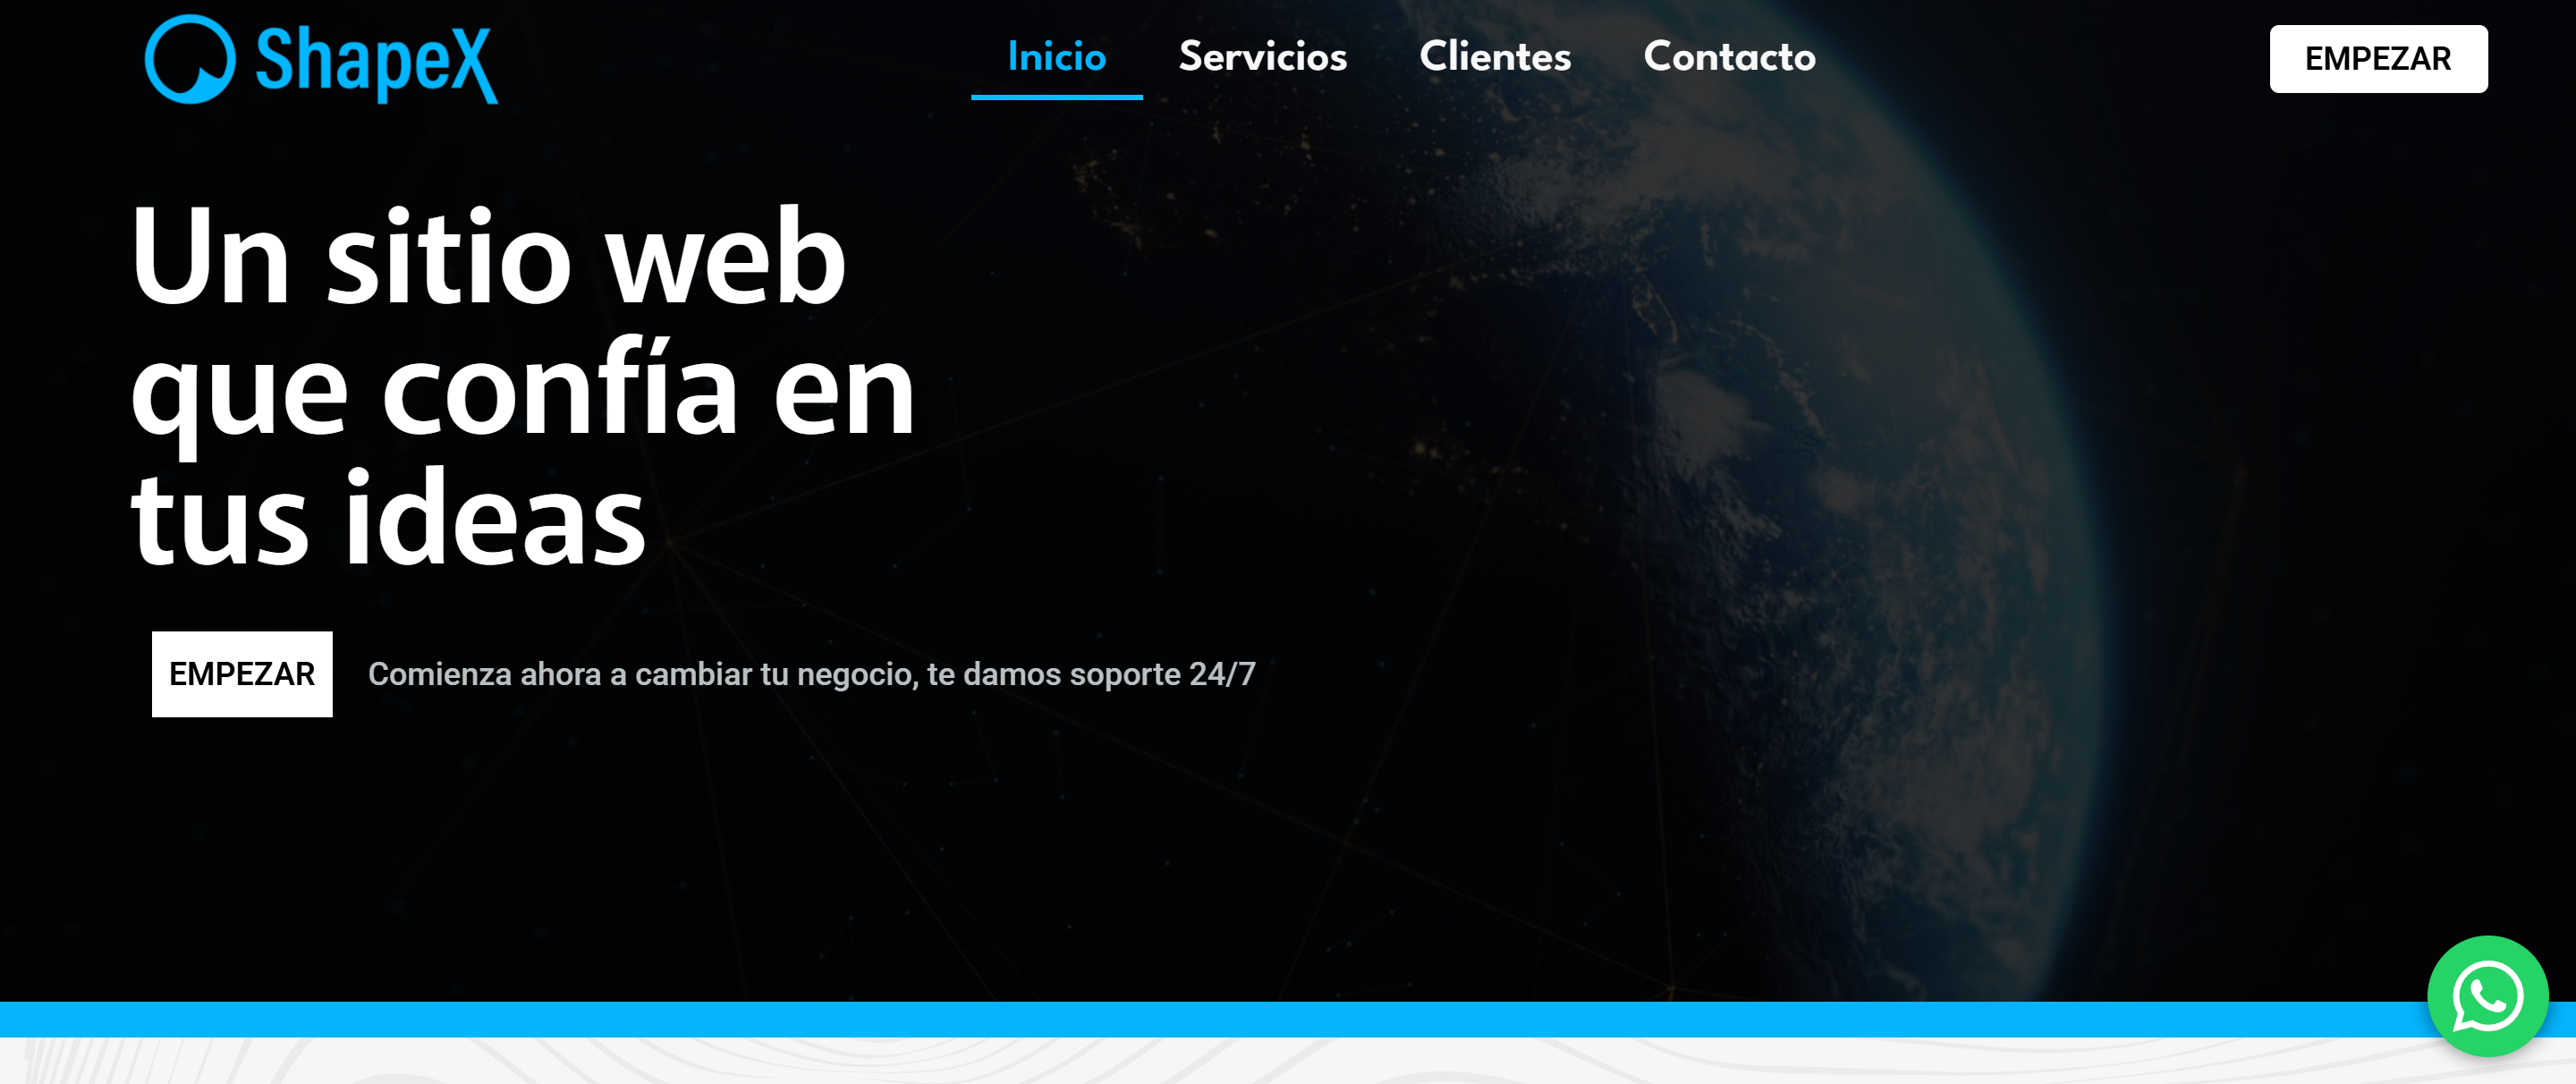 ShapeX
Inicio Servicios Clientes Contacto
EMPEZAR
Un sitio web
que confía en
tus ideas
EMPEZAR
Comienza ahora a cambiar tu negocio, te damos soporte 24/7